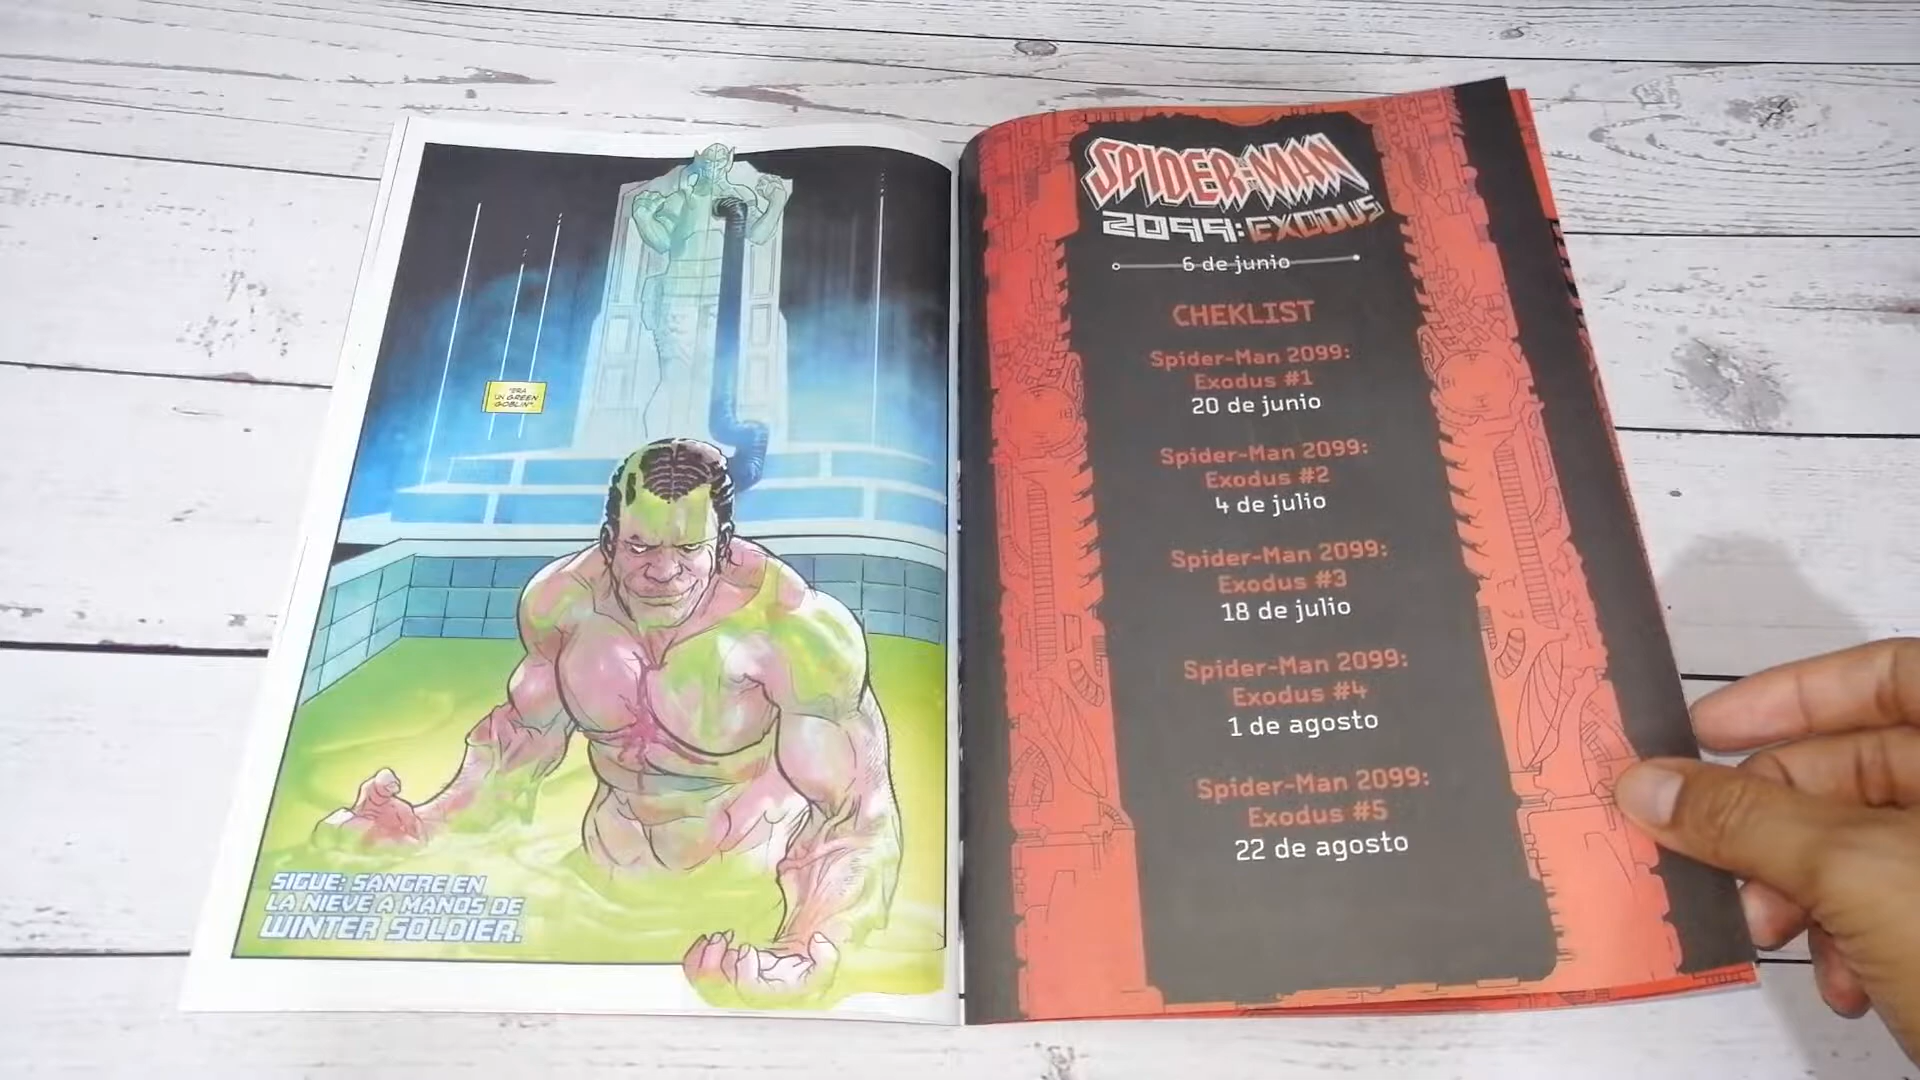 "ERA
UN GREEN
GOBLIN".
SIGUE: SANGRE EN
LA NIEVE A MANOS DE
WINTER SOLDIER.
SPIDER-MAN
2099: EXODUS
6 de junio
CHEKLIST
Spider-Man 2099:
Exodus #1
20 de junio
Spider-Man 2099:
Exodus #2
4 de julio
Spider-Man 2099:
Exodus #3
18 de julio
Spider-Man 2099:
Exodus #4
1 de agosto
Spider-Man 2099:
Exodus #5
22 de agosto